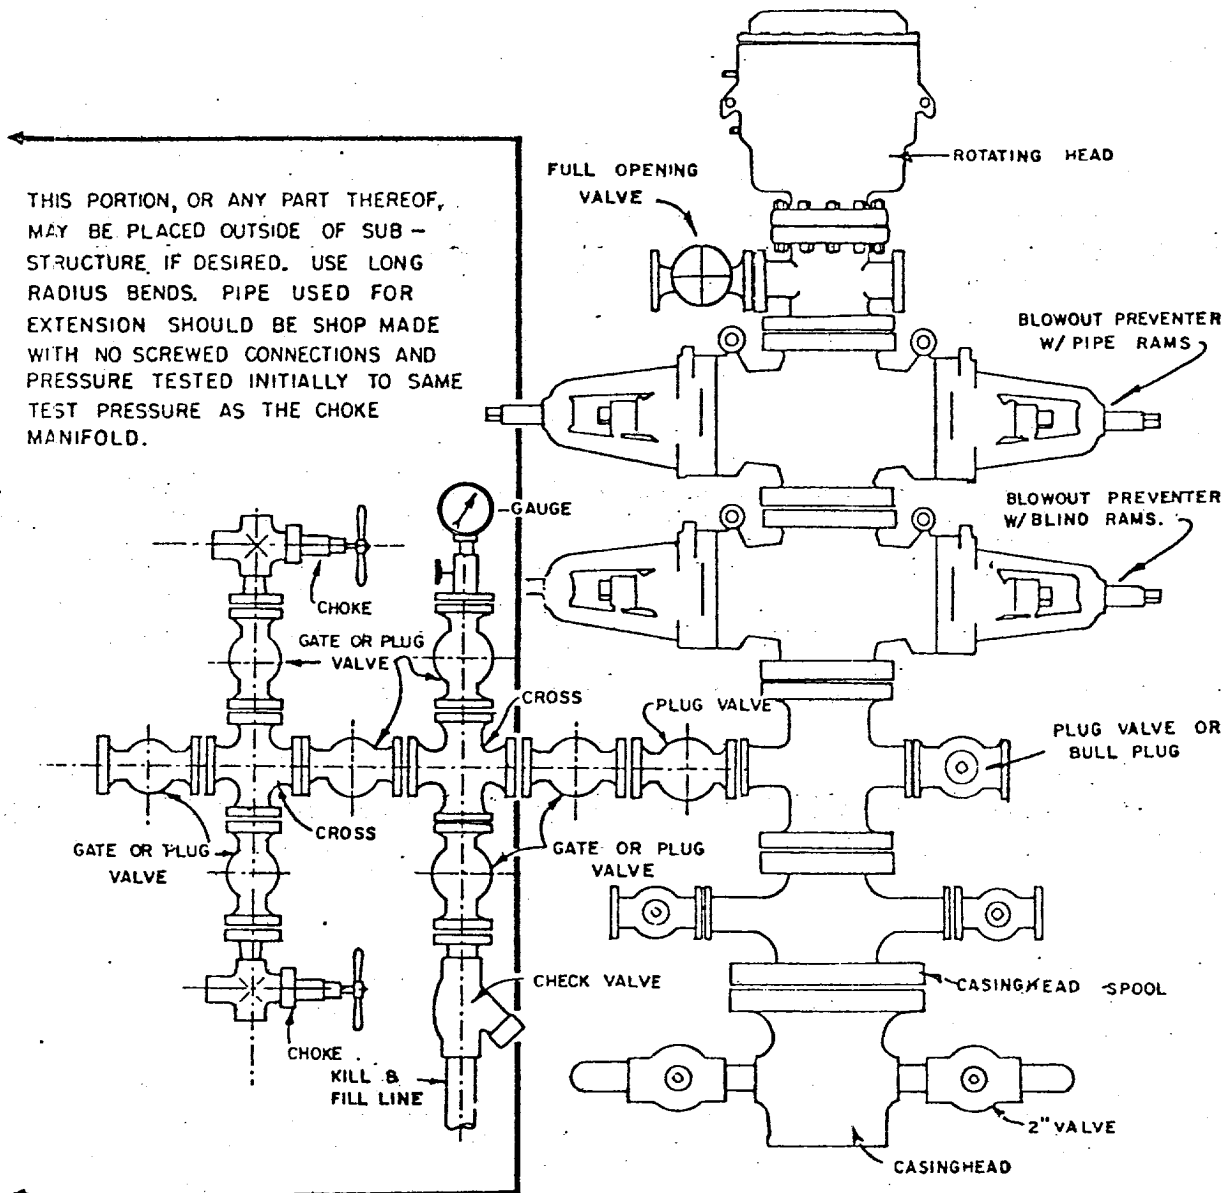 ROTATING HEAD
FULL OPENING
VALVE
THIS PORTION, OR ANY PART THEREOF,
MAY BE PLACED OUTSIDE OF SUB –
STRUCTURE IF DESIRED. USE LONG
RADIUS BENDS. PIPE USED FOR
EXTENSION SHOULD BE SHOP MADE
WITH NO SCREWED CONNECTIONS AND
PRESSURE TESTED INITIALLY TO SAME
TEST PRESSURE AS THE CHOKE
MANIFOLD.
BLOWOUT PREVENTER
W/ PIPE RAMS
GAUGE
BLOWOUT PREVENTER
W/ BLIND RAMS.
CHOKE
GATE OR PLUG
VALVE
CROSS
PLUG VALVE
PLUG VALVE OR
BULL PLUG
CROSS
GATE OR PLUG
VALVE
GATE OR PLUG
VALVE
CHECK VALVE
CASINGHEAD SPOOL
CHOKE
KILL &
FILL LINE
2" VALVE
CASINGHEAD